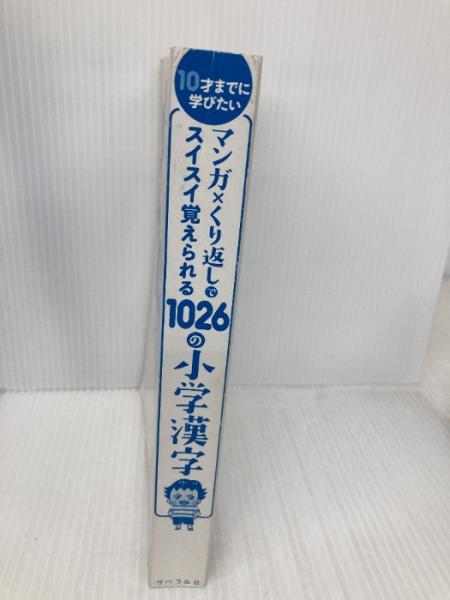 10才までに
学びたい
マンガ×くり返しで
スイスイ覚えられる
1026の小学漢字
リベラル社